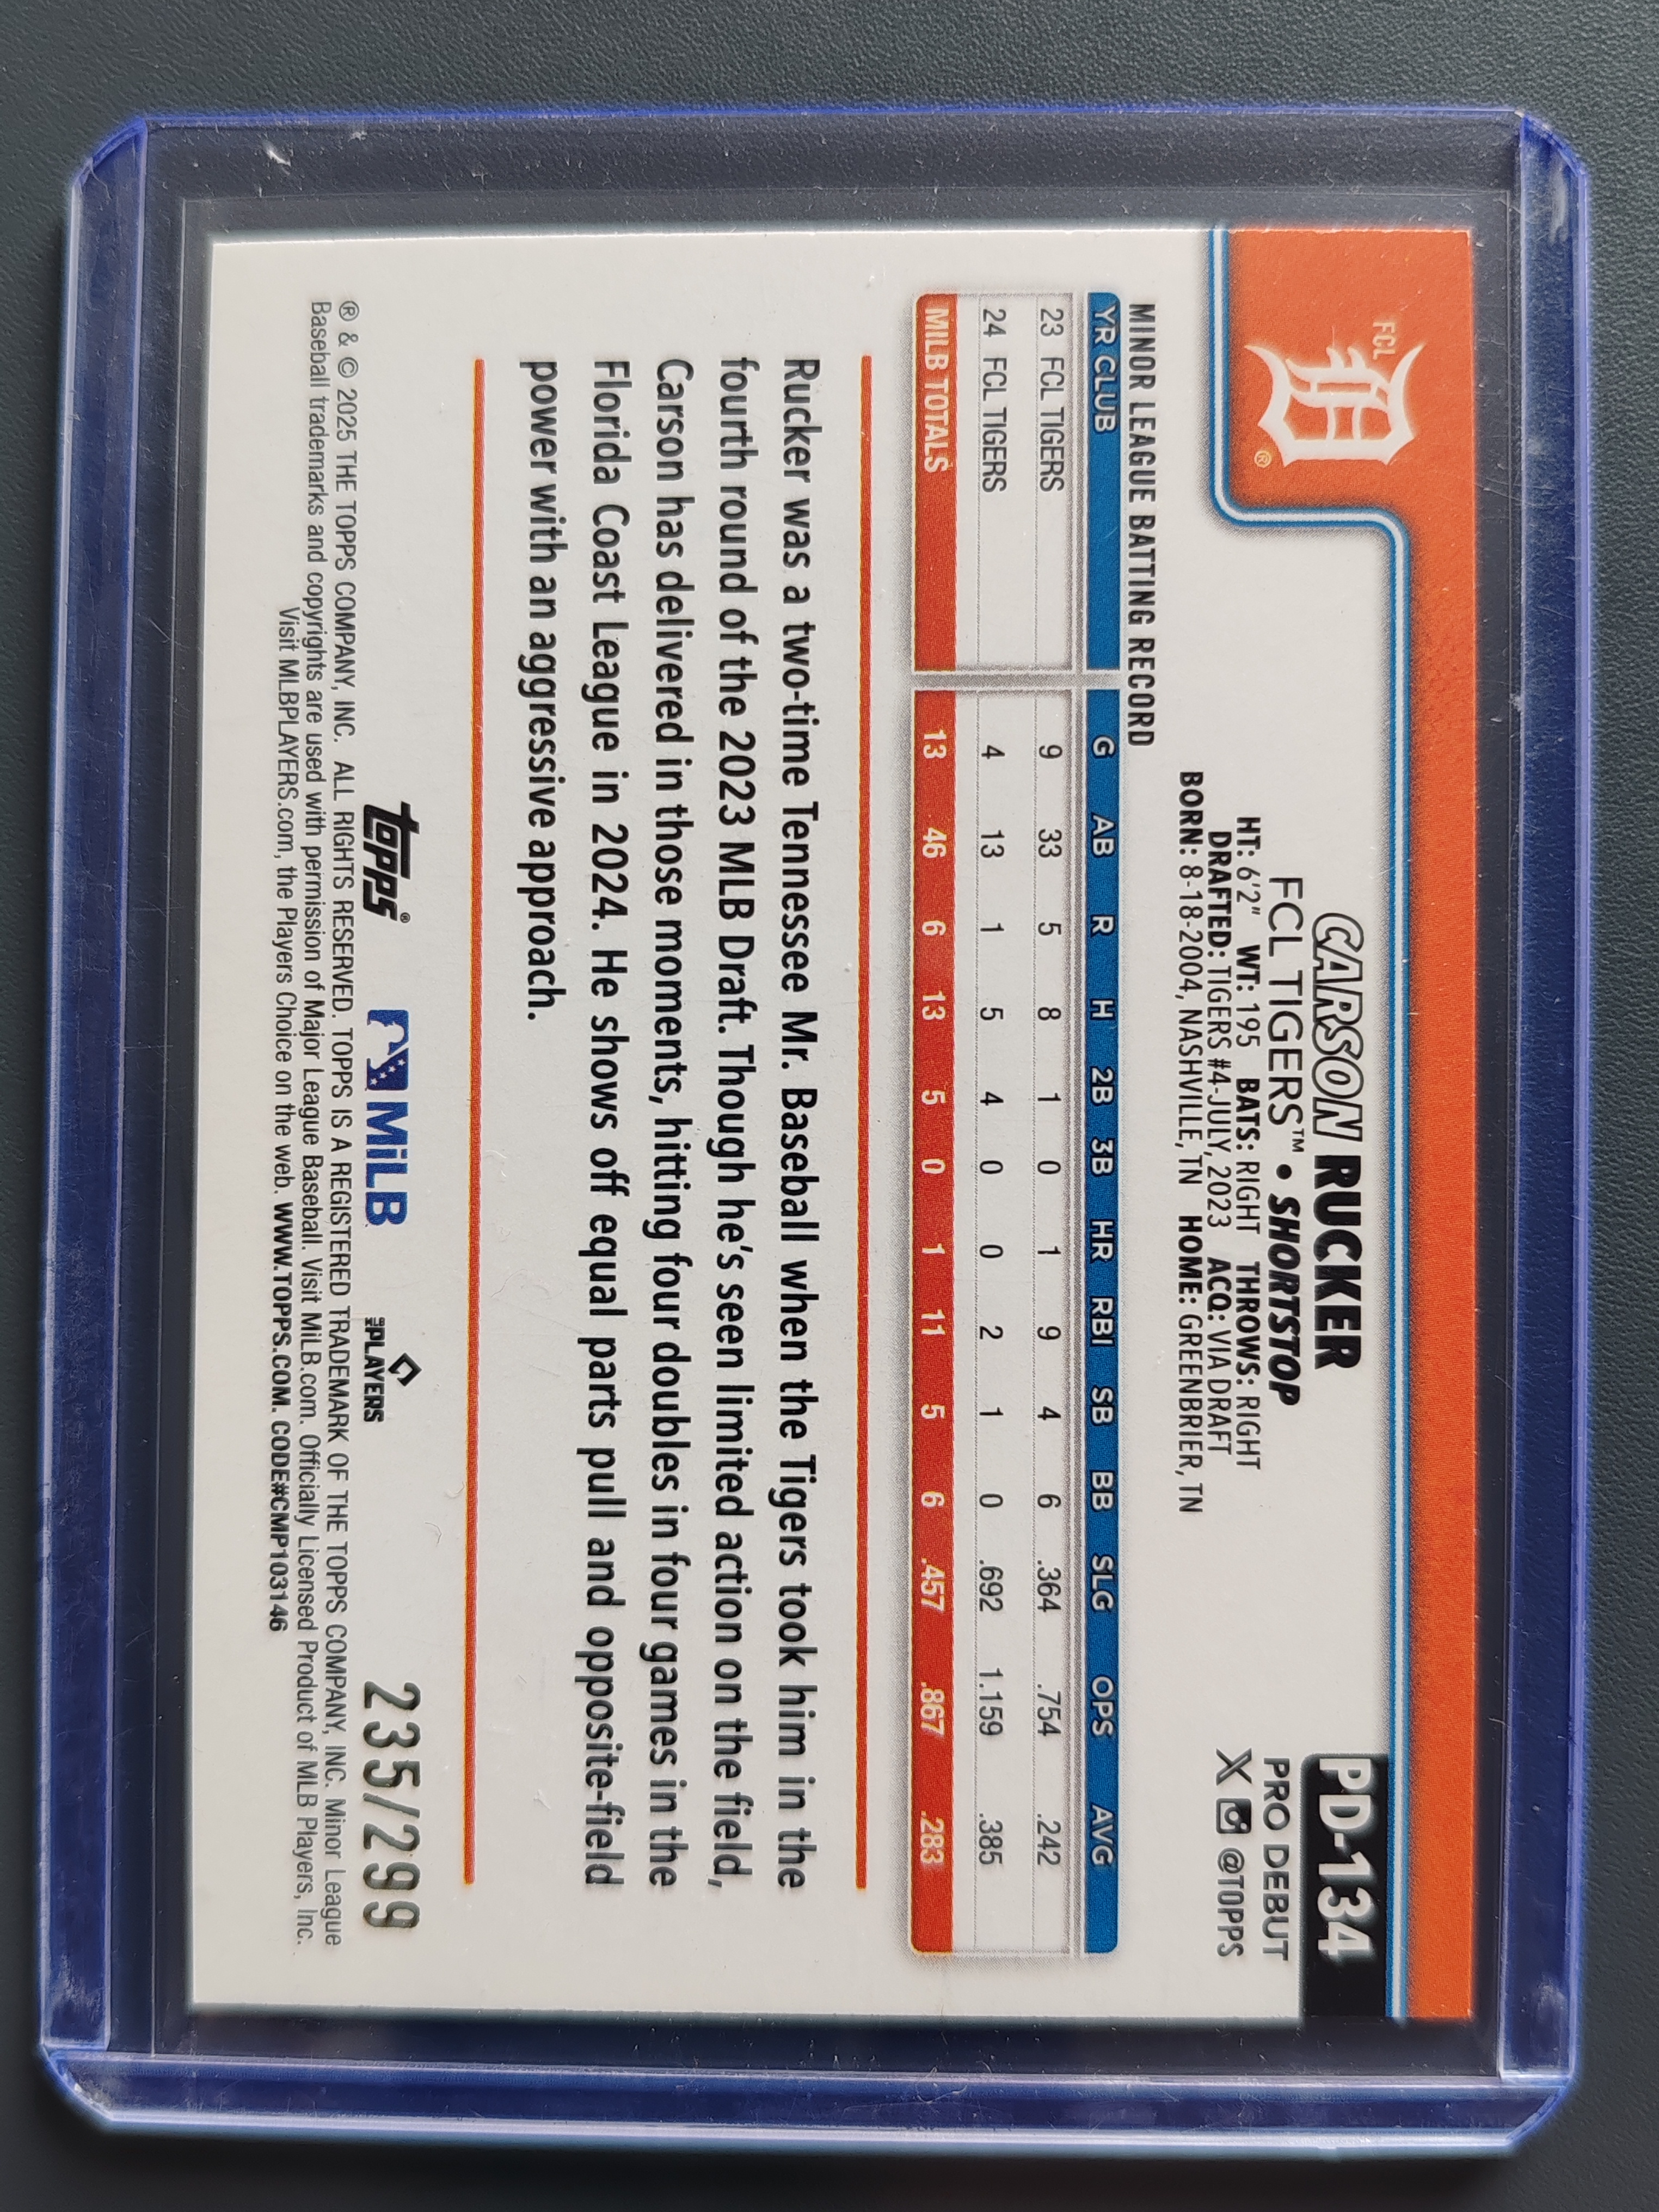 FCL
D®
CARSON RUCKER
FCL TIGERS™ • SHORTSTOP
HT: 6'2" WT: 195 BATS: RIGHT THROWS: RIGHT
DRAFTED: TIGERS #4-JULY, 2023 ACQ: VIA DRAFT
BORN: 8-18-2004, NASHVILLE, TN HOME: GREENBRIER, TN
PD-134
PRO DEBUT
X @TOPPS
MINOR LEAGUE BATTING RECORD
YR CLUB G AB R H 2B 3B HR RBI SB BB SLG OPS AVG
23 FCL TIGERS 9 33 5 8 1 0 1 9 4 6 .364 .754 .242
24 FCL TIGERS 4 13 1 5 4 0 0 2 1 0 .692 1.159 .385
MILB TOTALS 13 46 6 13 5 0 1 11 5 6 .457 .867 .283
Rucker was a two-time Tennessee Mr. Baseball when the Tigers took him in the
fourth round of the 2023 MLB Draft. Though he's seen limited action on the field,
Carson has delivered in those moments, hitting four doubles in four games in the
Florida Coast League in 2024. He shows off equal parts pull and opposite-field
power with an aggressive approach.
topps® MiLB MLB PLAYERS 235/299
® & © 2025 THE TOPPS COMPANY, INC. ALL RIGHTS RESERVED. TOPPS IS A REGISTERED TRADEMARK OF THE TOPPS COMPANY, INC. Minor League
Baseball trademarks and copyrights are used with permission of Major League Baseball. Visit MiLB.com. Officially Licensed Product of MLB Players, Inc.
Visit MLBPLAYERS.com, the Players Choice on the web. WWW.TOPPS.COM. CODE#CMP103146